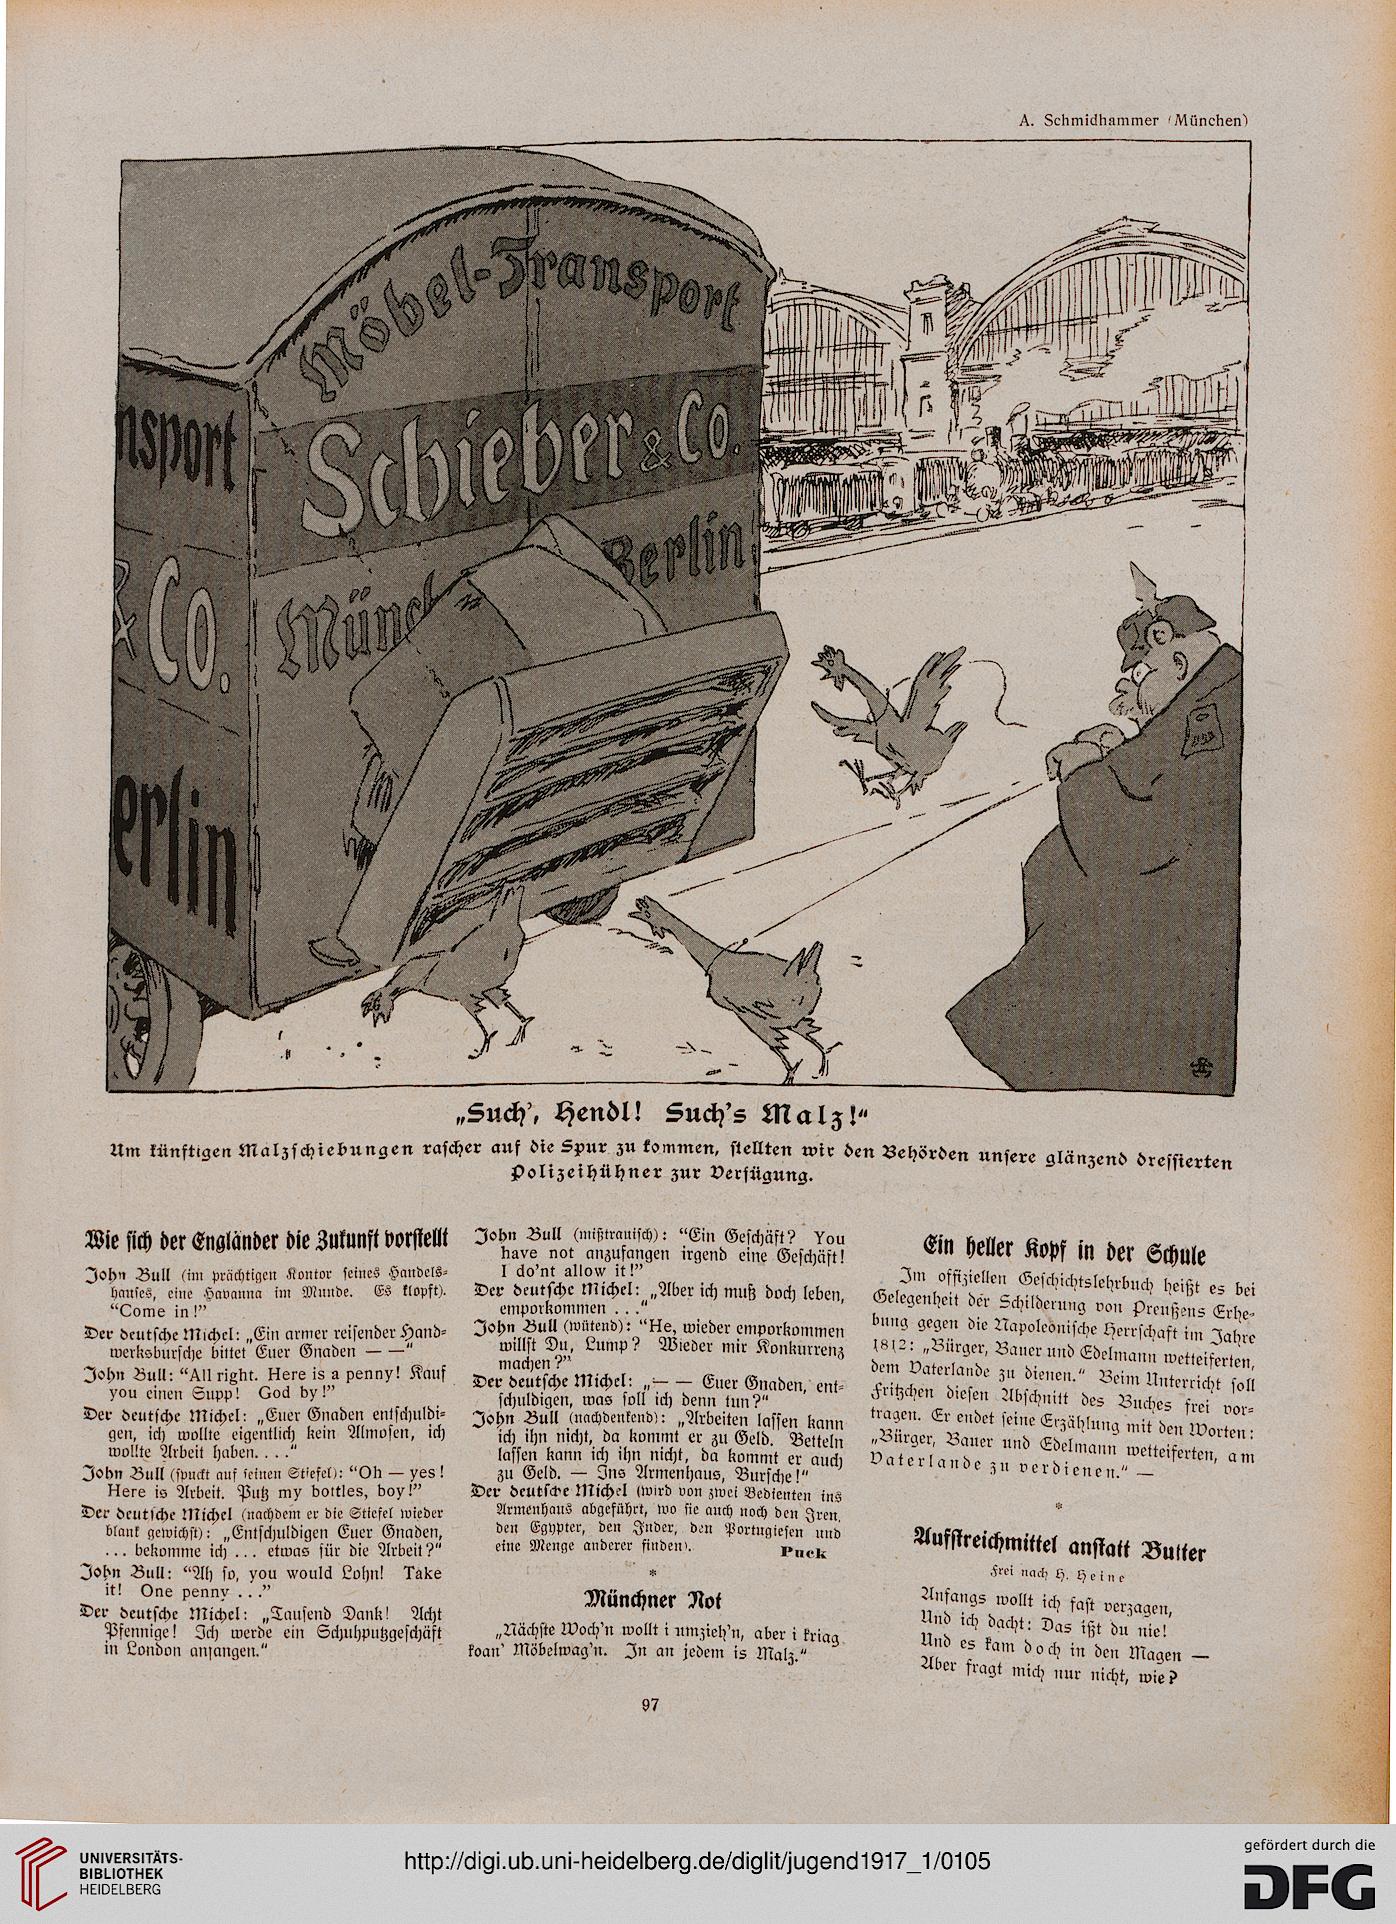 A. Schmidhammer (München)
Möbel-Transport
nsport
Schieber & Co.
Berlin
& Co.
Münch
erlin
„Such', Hendl! Such's Malz!“
Um künftigen Malzschiebungen rascher auf die Spur zu kommen, stellten wir den Behörden unsere glänzend dressierten
Polizeihühner zur Verfügung.
Wie sich der Engländer die Zukunft vorstellt
John Bull (im prächtigen Kontor seines Handels-
hauses, eine Havanna im Munde. Es klopft).
“Come in!”
Der deutsche Michel: „Ein armer reisender Hand-
werksbursche bittet Euer Gnaden — —“
John Bull: “All right. Here is a penny! Kauf
you einen Supp! God by!”
Der deutsche Michel: „Euer Gnaden entschuldi-
gen, ich wollte eigentlich kein Almosen, ich
wollte Arbeit haben. . . .“
John Bull (spuckt auf seinen Stiefel): “Oh — yes!
Here is Arbeit. Putz my bottles, boy!”
Der deutsche Michel (nachdem er die Stiefel wieder
blank gewichst): „Entschuldigen Euer Gnaden,
. . . bekomme ich . . . etwas für die Arbeit?“
John Bull: “Ah so, you would Lohn! Take
it! One penny . . .”
Der deutsche Michel: „Tausend Dank! Acht
Pfennige! Ich werde ein Schuhputzgeschäft
in London anfangen.“
John Bull (mißtrauisch): “Ein Geschäft? You
have not anzufangen irgend eine Geschäft!
I do'nt allow it!”
Der deutsche Michel: „Aber ich muß doch leben,
emporkommen . . .“
John Bull (wütend): “He, wieder emporkommen
willst Du, Lump? Wieder mir Konkurrenz
machen?”
Der deutsche Michel: „— — Euer Gnaden, ent-
schuldigen, was soll ich denn tun?“
John Bull (nachdenkend): „Arbeiten lassen kann
ich ihn nicht, da kommt er zu Geld. Betteln
lassen kann ich ihn nicht, da kommt er auch
zu Geld. — Ins Armenhaus, Bursche!“
Der deutsche Michel (wird von zwei Bedienten ins
Armenhaus abgeführt, wo sie auch noch den Iren,
den Egypter, den Inder, den Portugiesen und
eine Menge anderer finden).
Puck
*
Münchner Not
„Nächste Woch'n wollt i umzieh'n, aber i kriag
koan' Möbelwag'n. In an jedem is Malz.“
Ein heller Kopf in der Schule
Im offiziellen Geschichtslehrbuch heißt es bei
Gelegenheit der Schilderung von Preußens Erhe-
bung gegen die Napoleonische Herrschaft im Jahre
1812: „Bürger, Bauer und Edelmann wetteiferten,
dem Vaterlande zu dienen.“ Beim Unterricht soll
Fritzchen diesen Abschnitt des Buches frei vor-
tragen. Er endet seine Erzählung mit den Worten:
„Bürger, Bauer und Edelmann wetteiferten, am
Vaterlande zu verdienen.“ —
*
Aufstreichmittel anstatt Butter
Frei nach H. Heine
Anfangs wollt ich fast verzagen,
Und ich dacht: Das ißt du nie!
Und es kam doch in den Magen —
Aber fragt mich nur nicht, wie?
97
UNIVERSITÄTS-
BIBLIOTHEK
HEIDELBERG
http://digi.ub.uni-heidelberg.de/diglit/jugend1917_1/0105
gefördert durch die
DFG